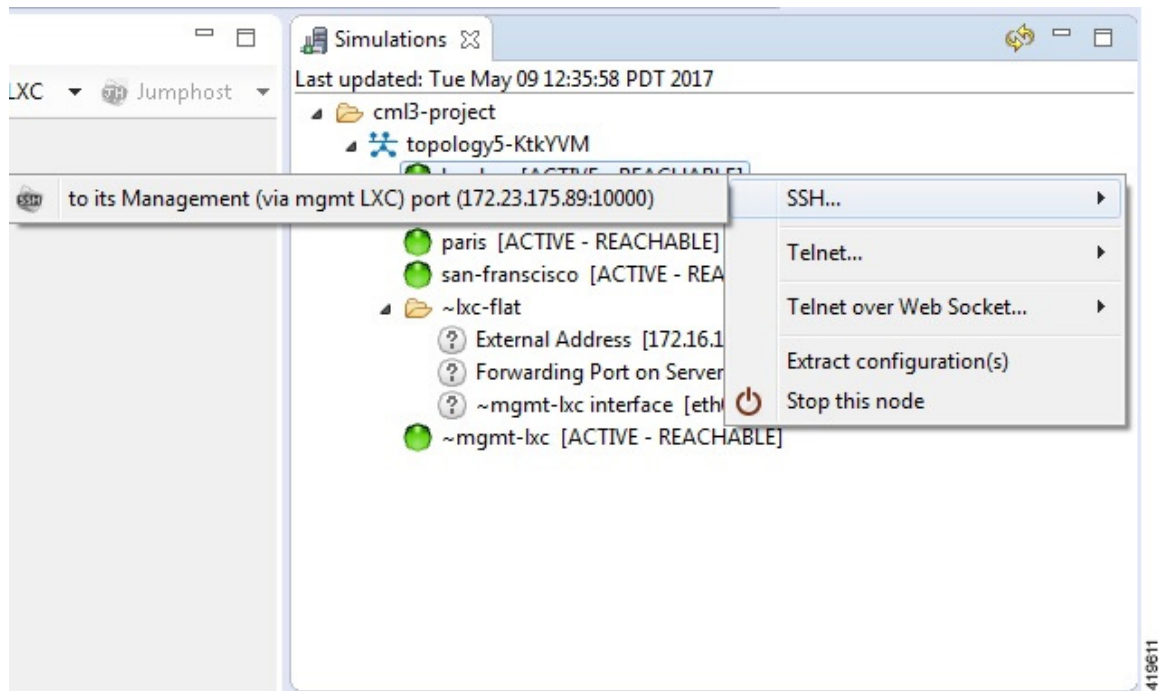 Simulations
LXC Jumphost
Last updated: Tue May 09 12:35:58 PDT 2017
cml3-project
topology5-KtkYVM
[ACTIVE - REACHABLE]
to its Management (via mgmt LXC) port (172.23.175.89:10000)
SSH...
paris [ACTIVE - REACHABLE]
Telnet...
san-franscisco [ACTIVE - REA
~lxc-flat
Telnet over Web Socket...
External Address [172.16.1
Forwarding Port on Server
Extract configuration(s)
~mgmt-lxc interface [eth
Stop this node
~mgmt-lxc [ACTIVE - REACHABLE]
419611